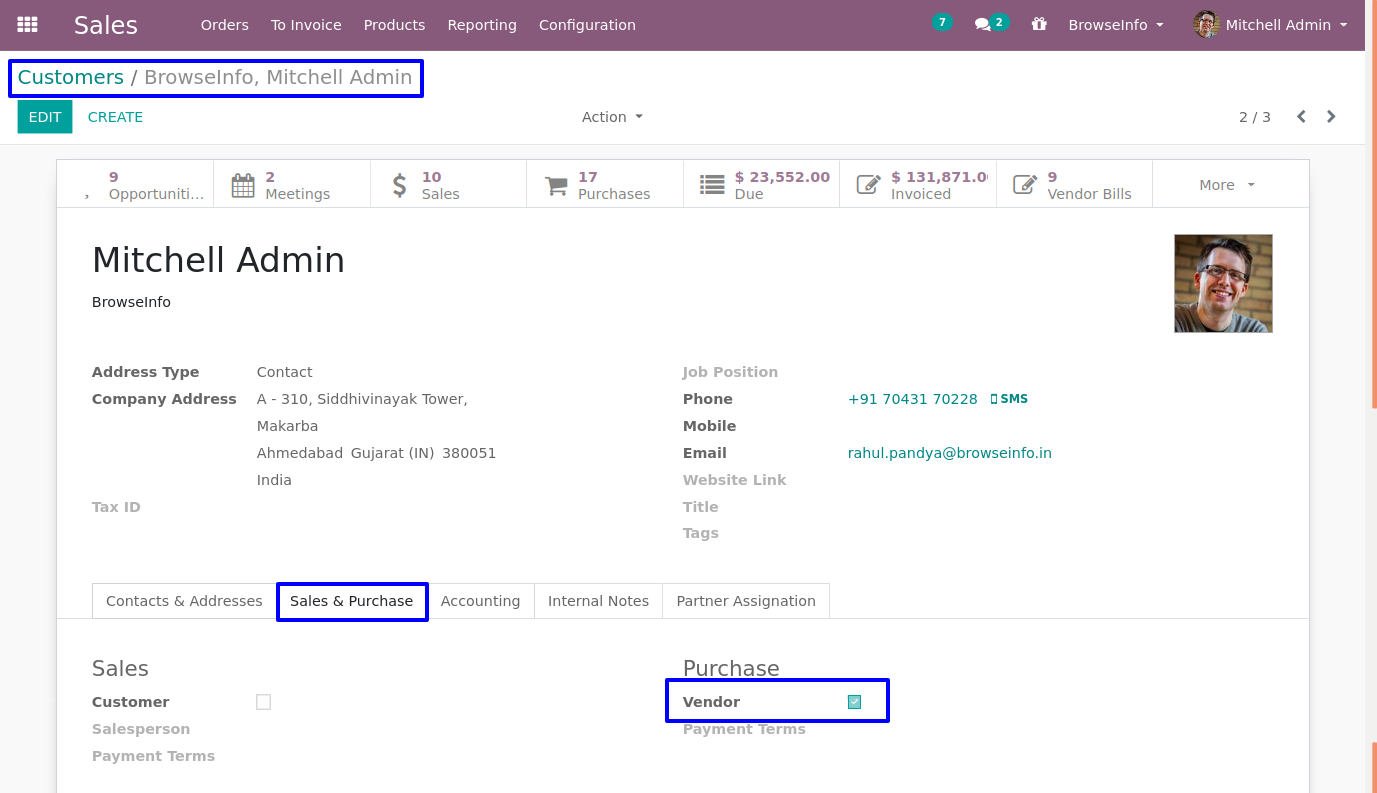 Sales Orders To Invoice Products Reporting Configuration 7 2 BrowseInfo Mitchell Admin
Customers / BrowseInfo, Mitchell Admin
EDIT CREATE Action 2 / 3
9 Opportuniti...
2 Meetings
10 Sales
17 Purchases
$ 23,552.00 Due
$ 131,871.0 Invoiced
9 Vendor Bills
More
Mitchell Admin
BrowseInfo
Address Type Contact
Company Address A - 310, Siddhivinayak Tower,
Makarba
Ahmedabad Gujarat (IN) 380051
India
Tax ID
Job Position
Phone +91 70431 70228 SMS
Mobile
Email rahul.pandya@browseinfo.in
Website Link
Title
Tags
Contacts & Addresses Sales & Purchase Accounting Internal Notes Partner Assignation
Sales
Customer
Salesperson
Payment Terms
Purchase
Vendor
Payment Terms